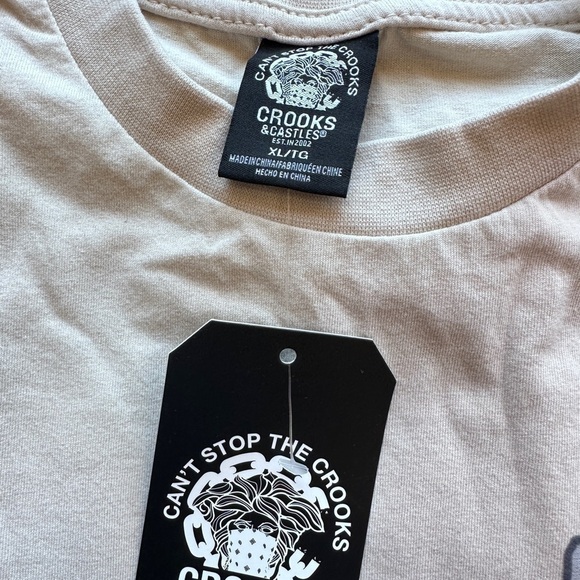 CAN'T STOP THE CROOKS
CROOKS
&CASTLES®
EST. IN 2002
XL/TG
MADE IN CHINA/FABRIQUÉ EN CHINE
HECHO EN CHINA
CAN'T STOP THE CROOKS
CROOKS